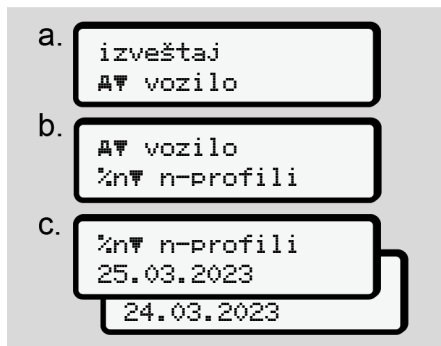 a.
izveštaj
A▼ vozilo
b.
A▼ vozilo
%n▼ n-profili
c.
%n▼ n-profili
25.03.2023
24.03.2023